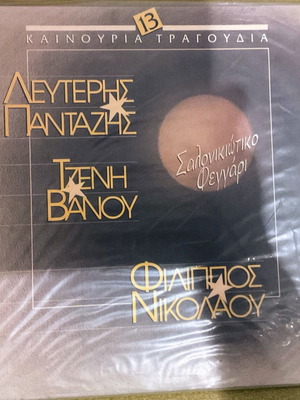 13
ΚΑΙΝΟΥΡΙΑ ΤΡΑΓΟΥΔΙΑ
ΛΕΥΤΕΡΗΣ
ΠΑΝΤΑΖΗΣ
Σαλονικιώτικο
Φεγγάρι
ΤΖΕΝΗ
ΒΑΝΟΥ
ΦΙΛΙΠΠΟΣ
ΝΙΚΟΛΑΟΥ